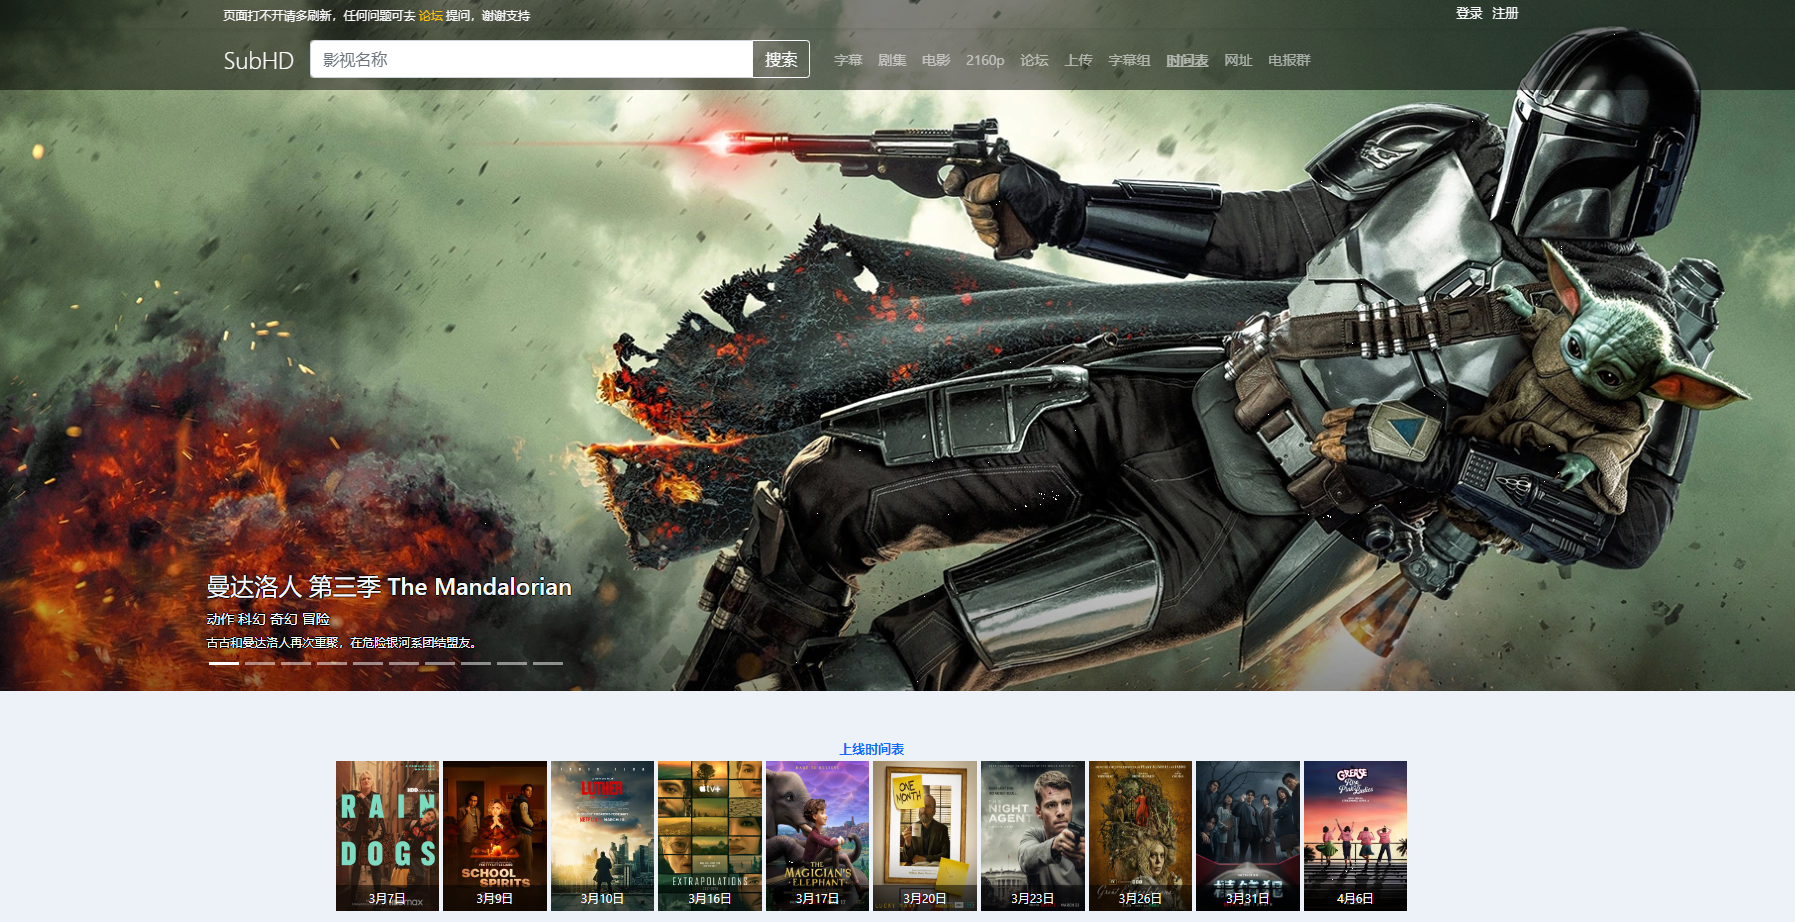 页面打不开请多刷新，任何问题可去 论坛 提问，谢谢支持
登录 注册
SubHD 影视名称 搜索 字幕 剧集 电影 2160p 论坛 上传 字幕组 时间表 网址 电报群
曼达洛人 第三季 The Mandalorian
动作 科幻 奇幻 冒险
古古和曼达洛人再次重聚，在危险银河系团结盟友。
上线时间表
RAIN DOGS
3月7日
SCHOOL SPIRITS
3月9日
LUTHER
3月10日
tv+
EXTRAPOLATIONS
3月16日
THE MAGICIAN'S ELEPHANT
3月17日
ONE MONTH
3月20日
THE NIGHT AGENT
3月23日
3月26日
3月31日
GREASE
Rise of the Pink Ladies
4月6日